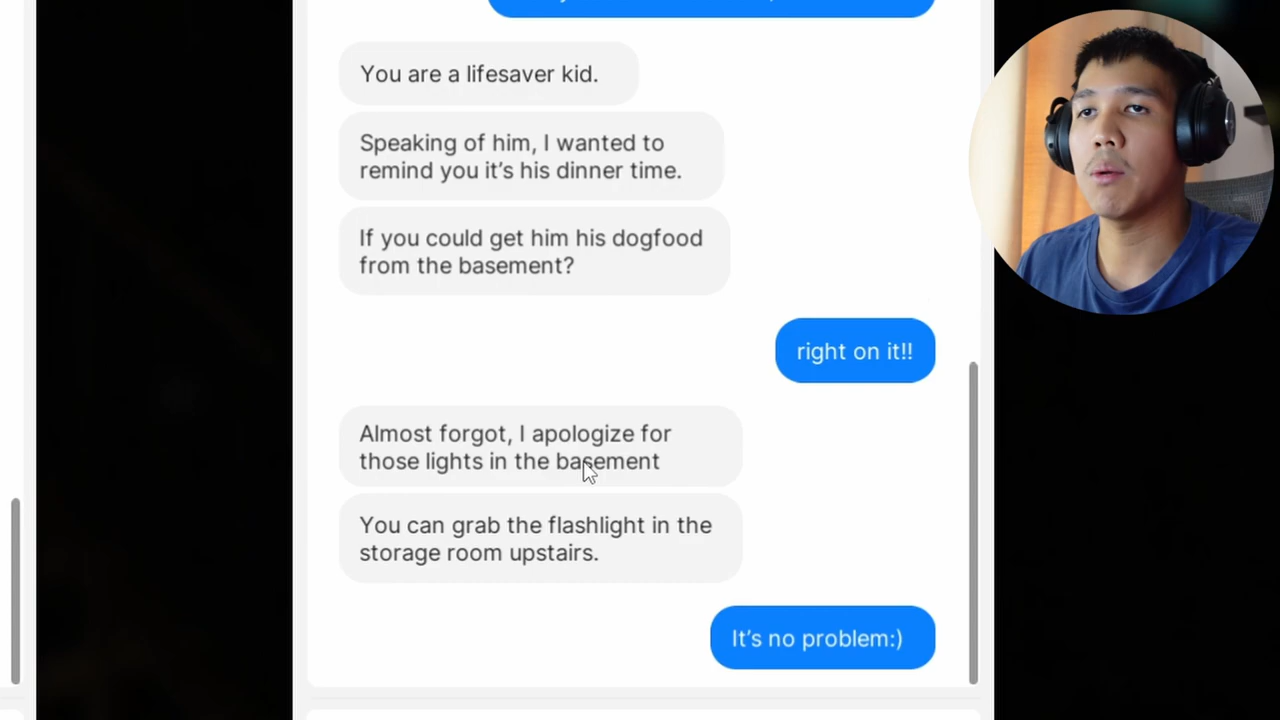 You are a lifesaver kid.
Speaking of him, I wanted to
remind you it’s his dinner time.
If you could get him his dogfood
from the basement?
right on it!!
Almost forgot, I apologize for
those lights in the basement
You can grab the flashlight in the
storage room upstairs.
It’s no problem:)